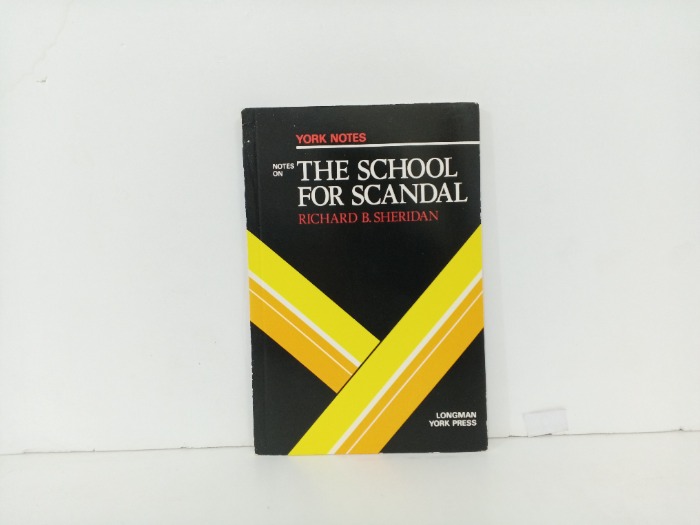 YORK NOTES
NOTES
ON
THE SCHOOL
FOR SCANDAL
RICHARD B. SHERIDAN
LONGMAN
YORK PRESS